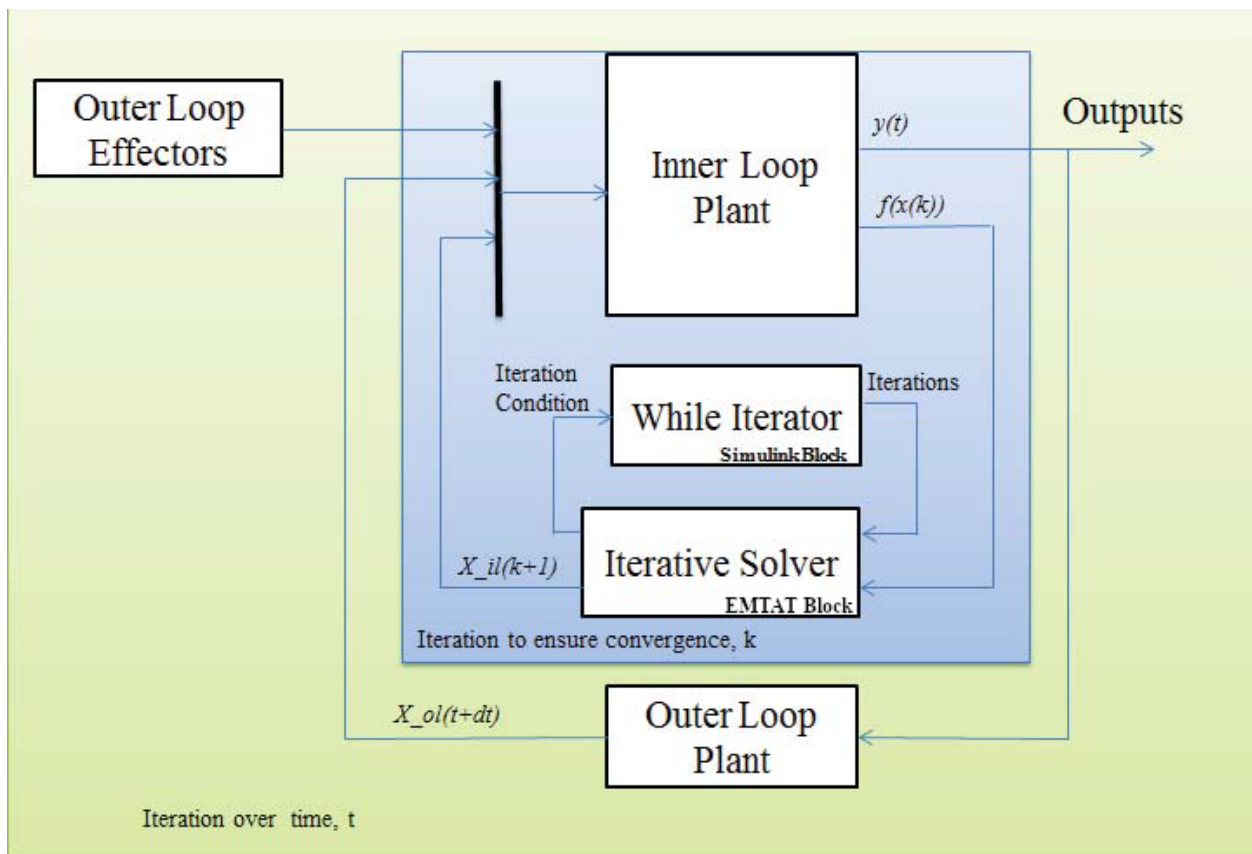 Outer Loop
Effectors
Inner Loop
Plant
y(t)
f(x(k))
Outputs
Iteration
Condition
While Iterator
SimulinkBlock
Iterations
Iterative Solver
EMTAT Block
X_il(k+1)
Iteration to ensure convergence, k
X_ol(t+dt)
Outer Loop
Plant
Iteration over time, t